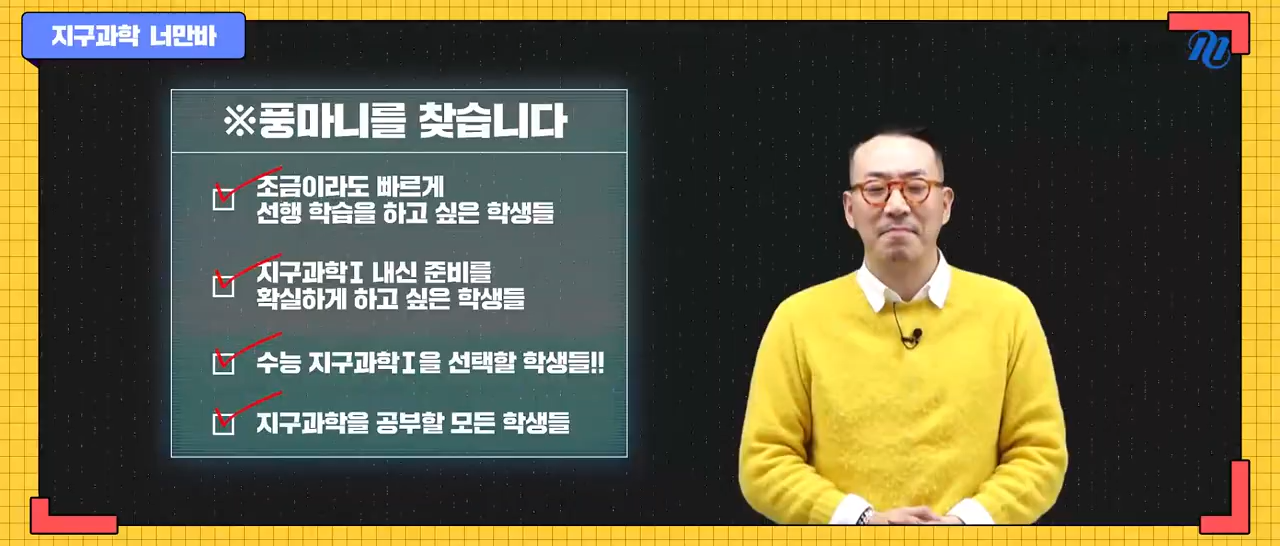 지구과학 너만바
※풍마니를 찾습니다
조금이라도 빠르게
선행 학습을 하고 싶은 학생들
지구과학Ⅰ 내신 준비를
확실하게 하고 싶은 학생들
수능 지구과학Ⅰ을 선택할 학생들!!
지구과학을 공부할 모든 학생들